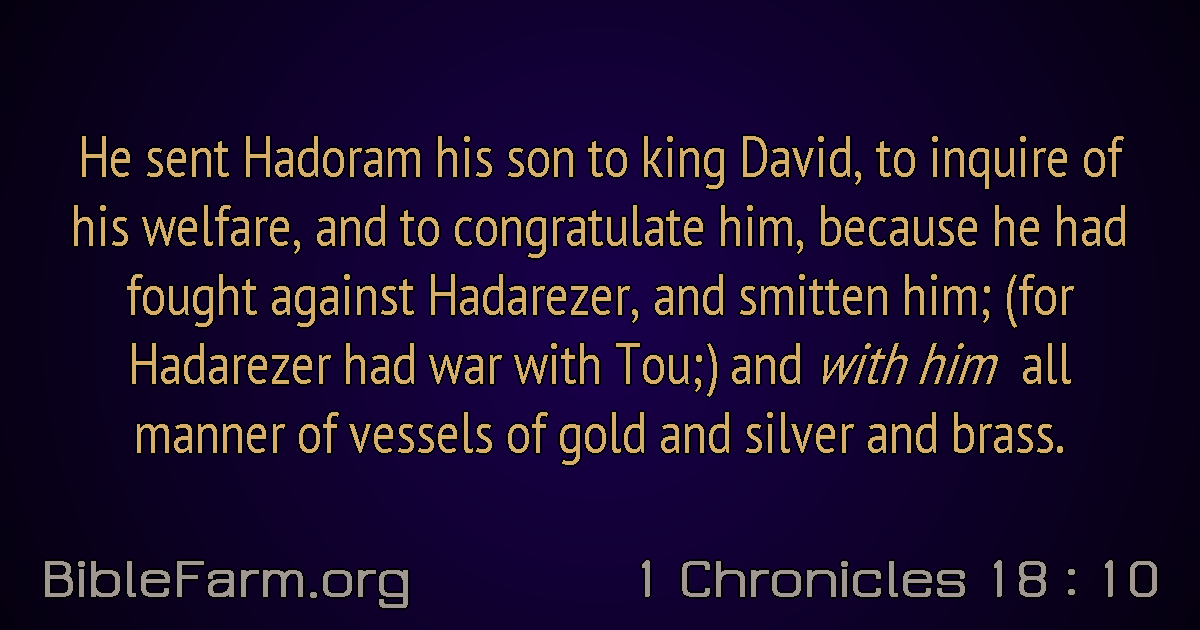 He sent Hadoram his son to king David, to inquire of
his welfare, and to congratulate him, because he had
fought against Hadarezer, and smitten him; (for
Hadarezer had war with Tou;) and with him all
manner of vessels of gold and silver and brass.
BibleFarm.org
1 Chronicles 18 : 10